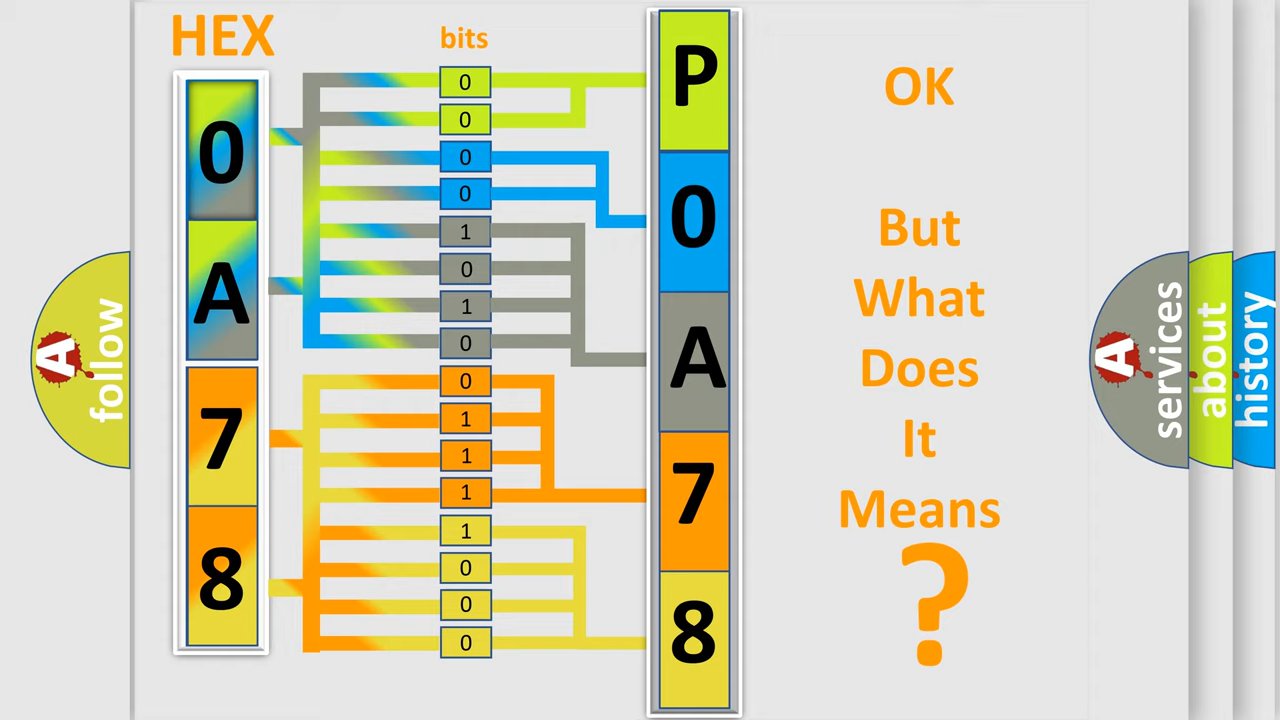 HEX
bits
0
A
7
8
0
0
0
0
1
0
1
0
0
1
1
1
1
0
0
0
P
0
A
7
8
OK
But
What
Does
It
Means
?
A
follow
A
services
about
history